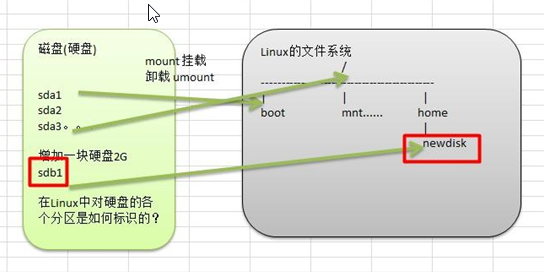 磁盘(硬盘)
sda1
sda2
sda3。。
增加一块硬盘2G
sdb1
在Linux中对硬盘的各
个分区是如何标识的？
mount 挂载
卸载 umount
Linux的文件系统
/
boot mnt...... home
newdisk